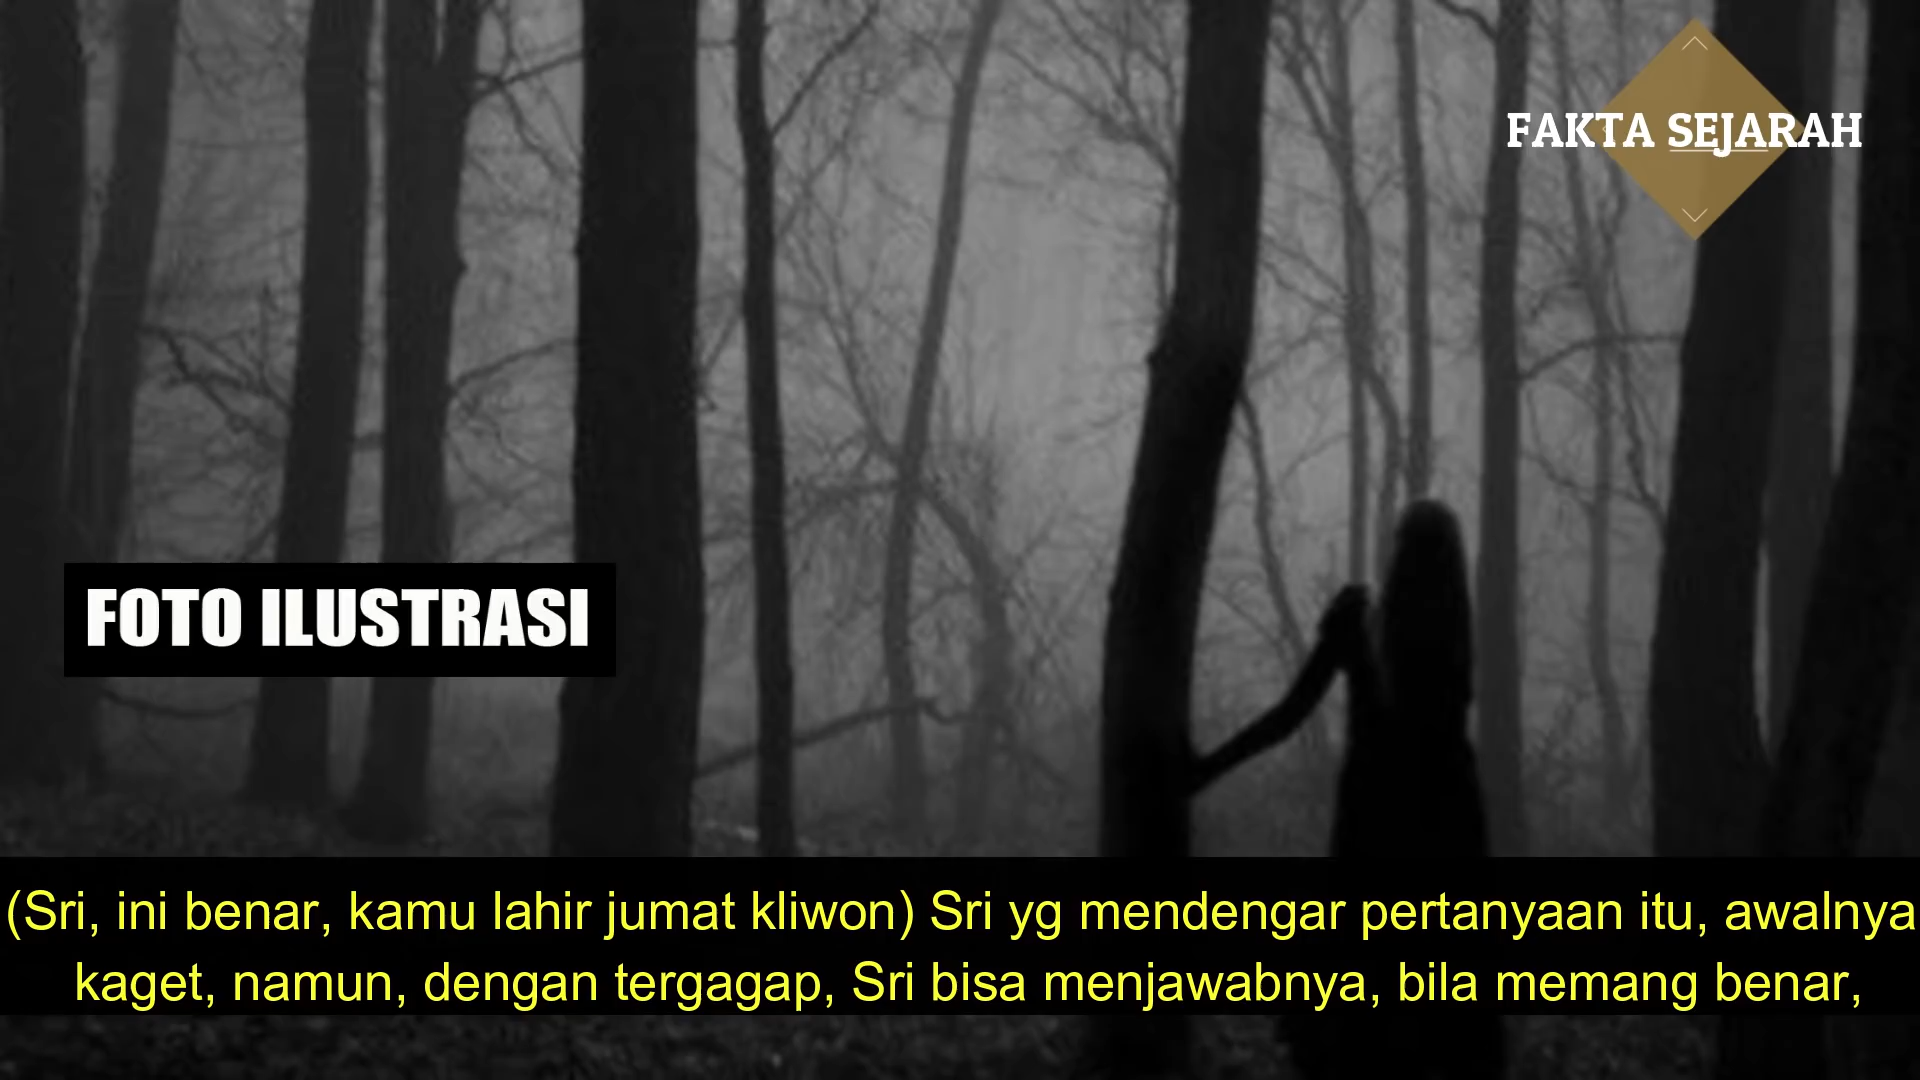 FAKTA SEJARAH
FOTO ILUSTRASI
(Sri, ini benar, kamu lahir jumat kliwon) Sri yg mendengar pertanyaan itu, awalnya
kaget, namun, dengan tergagap, Sri bisa menjawabnya, bila memang benar,